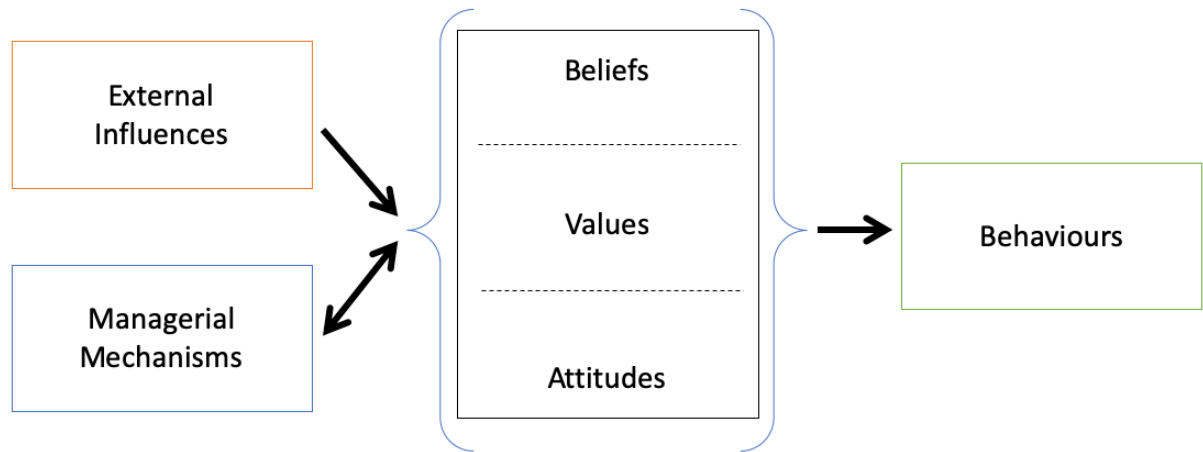 External
Influences
Managerial
Mechanisms
Beliefs
Values
Attitudes
Behaviours